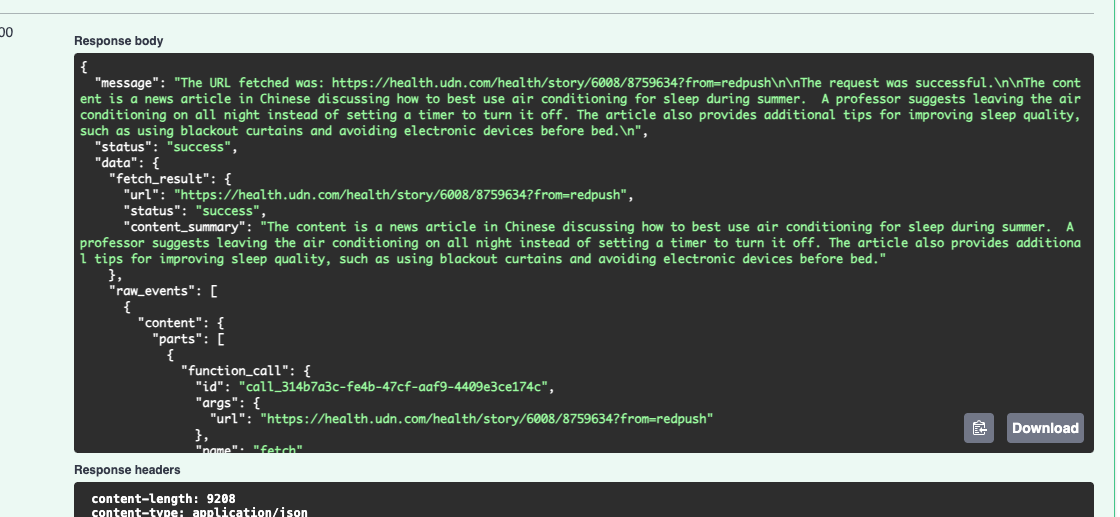 00
Response body
{
"message": "The URL fetched was: https://health.udn.com/health/story/6008/8759634?from=redpush\n\nThe request was successful.\n\nThe cont
ent is a news article in Chinese discussing how to best use air conditioning for sleep during summer.  A professor suggests leaving the air
conditioning on all night instead of setting a timer to turn it off. The article also provides additional tips for improving sleep quality,
such as using blackout curtains and avoiding electronic devices before bed.\n",
"status": "success",
"data": {
"fetch_result": {
"url": "https://health.udn.com/health/story/6008/8759634?from=redpush",
"status": "success",
"content_summary": "The content is a news article in Chinese discussing how to best use air conditioning for sleep during summer.  A
professor suggests leaving the air conditioning on all night instead of setting a timer to turn it off. The article also provides additiona
l tips for improving sleep quality, such as using blackout curtains and avoiding electronic devices before bed."
},
"raw_events": [
{
"content": {
"parts": [
{
"function_call": {
"id": "call_314b7a3c-fe4b-47cf-aaf9-4409e3ce174c",
"args": {
"url": "https://health.udn.com/health/story/6008/8759634?from=redpush"
},
"name": "fetch"
Download
Response headers
content-length: 9208
content-type: application/json